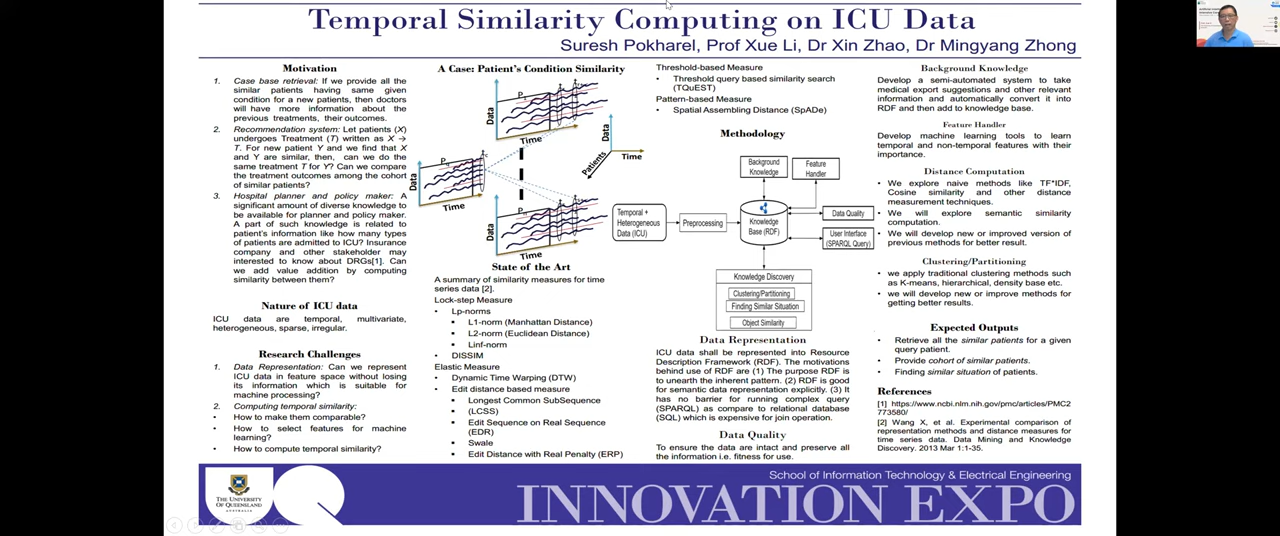 Temporal Similarity Computing on ICU Data
Suresh Pokharel, Prof Xue Li, Dr Xin Zhao, Dr Mingyang Zhong
Motivation
1. Case base retrieval: If we provide all the
similar patients having same given
condition for a new patients, then doctors
will have more information about the
previous treatments, their outcomes.
2. Recommendation system: Let patients (X)
undergoes Treatment (T) written as X →
T. For new patient Y and we find that X
and Y are similar, then, can we do the
same treatment T for Y? Can we compare
the treatment outcomes among the cohort
of similar patients?
3. Hospital planner and policy maker: A
significant amount of diverse knowledge to
be available for planner and policy maker.
A part of such knowledge is related to
patient's information like how many types
of patients are admitted to ICU? Insurance
company and other stakeholder may
interested to know about DRGs[1]. Can
we add value addition by computing
similarity between them?
Nature of ICU data
ICU data are temporal, multivariate,
heterogeneous, sparse, irregular.
Research Challenges
1. Data Representation: Can we represent
ICU data in feature space without losing
its information which is suitable for
machine processing?
2. Computing temporal similarity:
• How to make them comparable?
• How to select features for machine
learning?
• How to compute temporal similarity?
A Case: Patient's Condition Similarity
Data
Time
Data
Time
Data
Time
Data
Time
Patients
State of the Art
A summary of similarity measures for time
series data [2].
Lock-step Measure
• Lp-norms
• L1-norm (Manhattan Distance)
• L2-norm (Euclidean Distance)
• Linf-norm
• DISSIM
Elastic Measure
• Dynamic Time Warping (DTW)
• Edit distance based measure
• Longest Common SubSequence
• (LCSS)
• Edit Sequence on Real Sequence
(EDR)
• Swale
• Edit Distance with Real Penalty (ERP)
Threshold-based Measure
• Threshold query based similarity search
(TQuEST)
Pattern-based Measure
• Spatial Assembling Distance (SpADe)
Methodology
Background
Knowledge
Feature
Handler
Temporal +
Heterogeneous
Data (ICU)
Preprocessing
Knowledge
Base (RDF)
Data Quality
User Interface
(SPARQL Query)
Knowledge Discovery
Clustering/Partitioning
Finding Similar Situation
Object Similarity
Data Representation
ICU data shall be represented into Resource
Description Framework (RDF). The motivations
behind use of RDF are (1) The purpose RDF is
to unearth the inherent pattern. (2) RDF is good
for semantic data representation explicitly. (3) It
has no barrier for running complex query
(SPARQL) as compare to relational database
(SQL) which is expensive for join operation.
Data Quality
To ensure the data are intact and preserve all
the information i.e. fitness for use.
Background Knowledge
Develop a semi-automated system to take
medical export suggestions and other relevant
information and automatically convert it into
RDF and then add to knowledge base.
Feature Handler
Develop machine learning tools to learn
temporal and non-temporal features with their
importance.
Distance Computation
• We explore naive methods like TF*IDF,
Cosine similarity and other distance
measurement techniques.
• We will explore semantic similarity
computation.
• We will develop new or improved version of
previous methods for better result.
Clustering/Partitioning
• we apply traditional clustering methods such
as K-means, hierarchical, density base etc.
• we will develop new or improve methods for
getting better results.
Expected Outputs
• Retrieve all the similar patients for a given
query patient.
• Provide cohort of similar patients.
• Finding similar situation of patients.
References
[1] https://www.ncbi.nlm.nih.gov/pmc/articles/PMC2
773580/
[2] Wang X, et al. Experimental comparison of
representation methods and distance measures for
time series data. Data Mining and Knowledge
Discovery. 2013 Mar 1:1-35.
THE UNIVERSITY
OF QUEENSLAND
AUSTRALIA
School of Information Technology & Electrical Engineering
INNOVATION EXPO